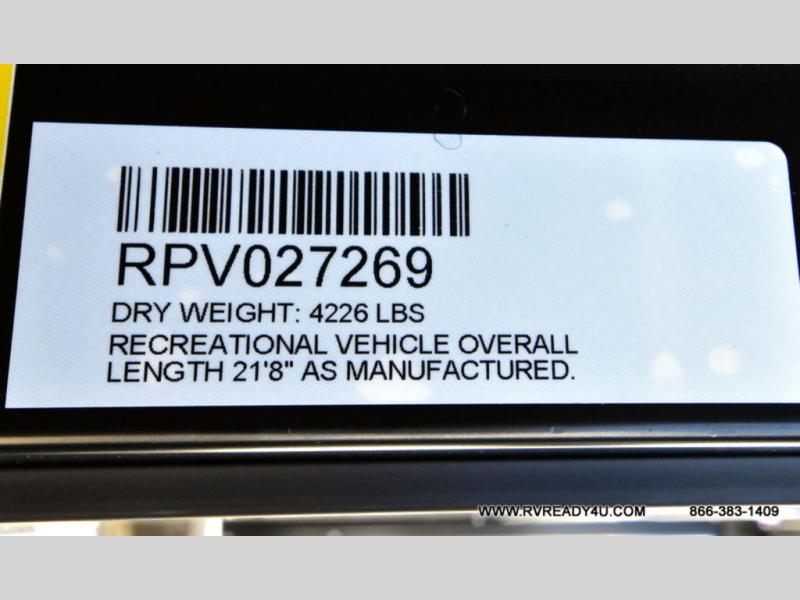 RPV027269
DRY WEIGHT: 4226 LBS
RECREATIONAL VEHICLE OVERALL
LENGTH 21'8" AS MANUFACTURED.
WWW.RVREADY4U.COM 866-383-1409